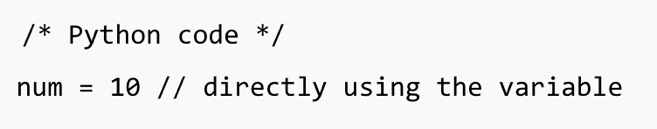 /* Python code */
num = 10 // directly using the variable